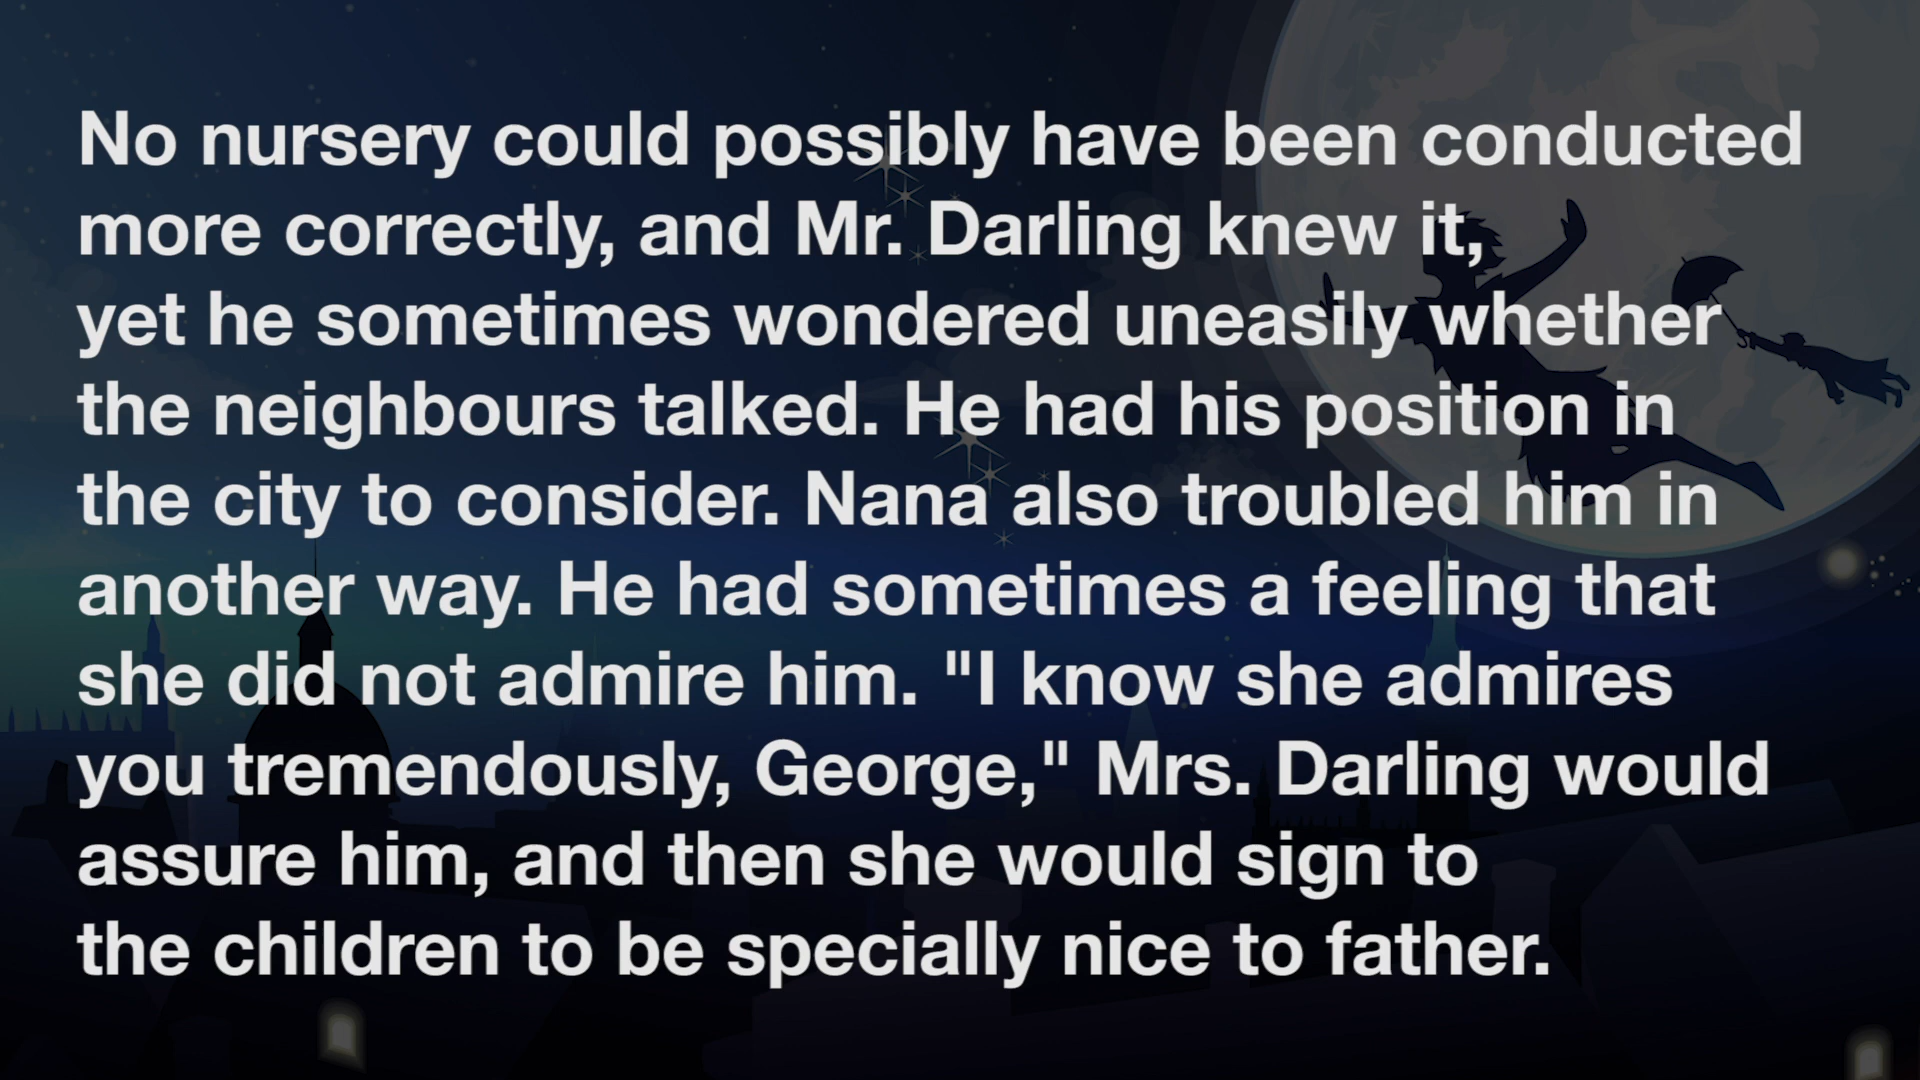 No nursery could possibly have been conducted
more correctly, and Mr. Darling knew it,
yet he sometimes wondered uneasily whether
the neighbours talked. He had his position in
the city to consider. Nana also troubled him in
another way. He had sometimes a feeling that
she did not admire him. "I know she admires
you tremendously, George," Mrs. Darling would
assure him, and then she would sign to
the children to be specially nice to father.